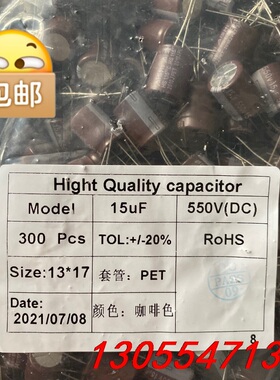 包邮
Hight Quality capacitor
Model 15uF 550V(DC)
300 Pcs TOL:+/-20% RoHS
Size:13*17 套管: PET
Date: 2021/07/08 颜色: 咖啡色
8
130554713